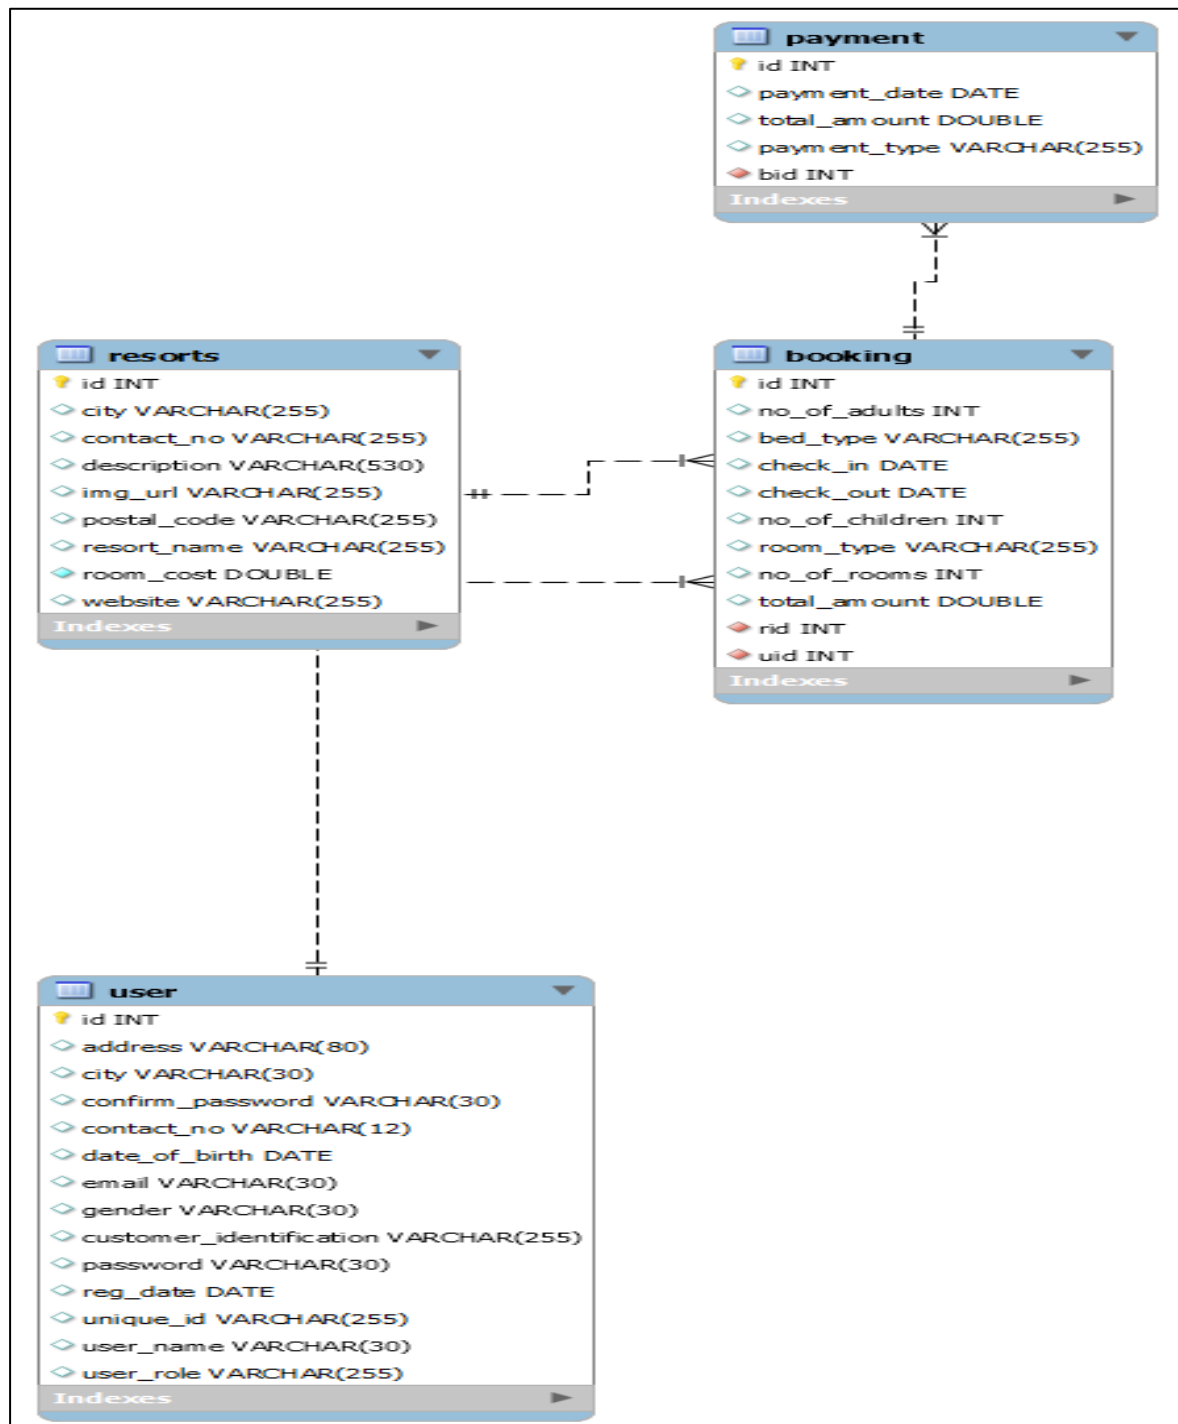 payment
id INT
payment_date DATE
total_amount DOUBLE
payment_type VARCHAR(255)
bid INT
Indexes
resorts
id INT
city VARCHAR(255)
contact_no VARCHAR(255)
description VARCHAR(530)
img_url VARCHAR(255)
postal_code VARCHAR(255)
resort_name VARCHAR(255)
room_cost DOUBLE
website VARCHAR(255)
Indexes
booking
id INT
no_of_adults INT
bed_type VARCHAR(255)
check_in DATE
check_out DATE
no_of_children INT
room_type VARCHAR(255)
no_of_rooms INT
total_amount DOUBLE
rid INT
uid INT
Indexes
user
id INT
address VARCHAR(80)
city VARCHAR(30)
confirm_password VARCHAR(30)
contact_no VARCHAR(12)
date_of_birth DATE
email VARCHAR(30)
gender VARCHAR(30)
customer_identification VARCHAR(255)
password VARCHAR(30)
reg_date DATE
unique_id VARCHAR(255)
user_name VARCHAR(30)
user_role VARCHAR(255)
Indexes